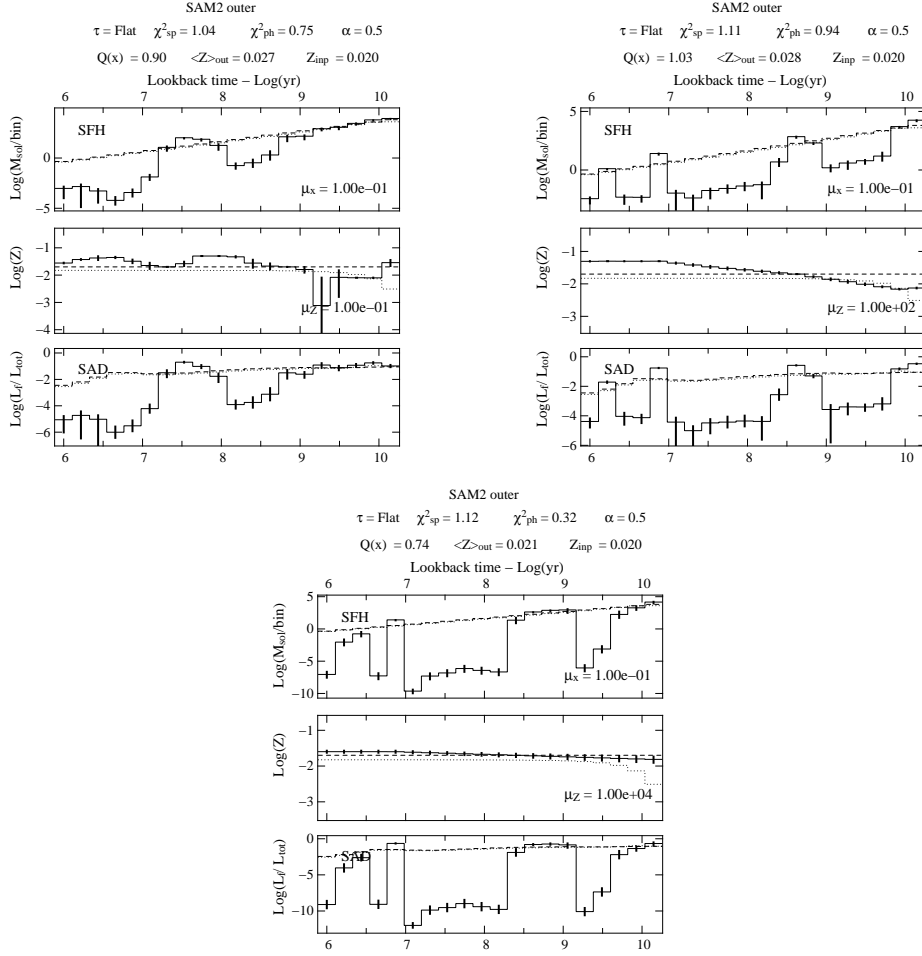 SAM2 outer
τ = Flat χ²sp = 1.04 χ²ph = 0.75 α = 0.5
Q(x) = 0.90 <Z>out = 0.027 Zinp = 0.020
Lookback time − Log(yr)
6 7 8 9 10
Log(Msol/bin)
0
−5
SFH
μx = 1.00e−01
Log(Z)
−1
−2
−3
−4
μZ = 1.00e−01
Log(Lf/ Ltot)
0
−2
−4
−6
SAD
6 7 8 9 10
SAM2 outer
τ = Flat χ²sp = 1.11 χ²ph = 0.94 α = 0.5
Q(x) = 1.03 <Z>out = 0.028 Zinp = 0.020
Lookback time − Log(yr)
6 7 8 9 10
Log(Msol/bin)
5
0
SFH
μx = 1.00e−01
Log(Z)
−1
−2
−3
μZ = 1.00e+02
Log(Lf/ Ltot)
0
−2
−4
−6
SAD
6 7 8 9 10
SAM2 outer
τ = Flat χ²sp = 1.12 χ²ph = 0.32 α = 0.5
Q(x) = 0.74 <Z>out = 0.021 Zinp = 0.020
Lookback time − Log(yr)
6 7 8 9 10
Log(Msol/bin)
5
0
−5
−10
SFH
μx = 1.00e−01
Log(Z)
−1
−2
−3
μZ = 1.00e+04
Log(Lf/ Ltot)
0
−5
−10
SAD
6 7 8 9 10